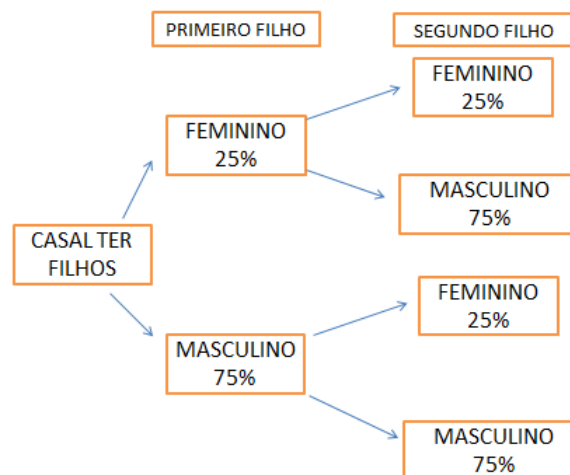 PRIMEIRO FILHO
SEGUNDO FILHO
FEMININO
25%
FEMININO
25%
MASCULINO
75%
CASAL TER
FILHOS
FEMININO
25%
MASCULINO
75%
MASCULINO
75%